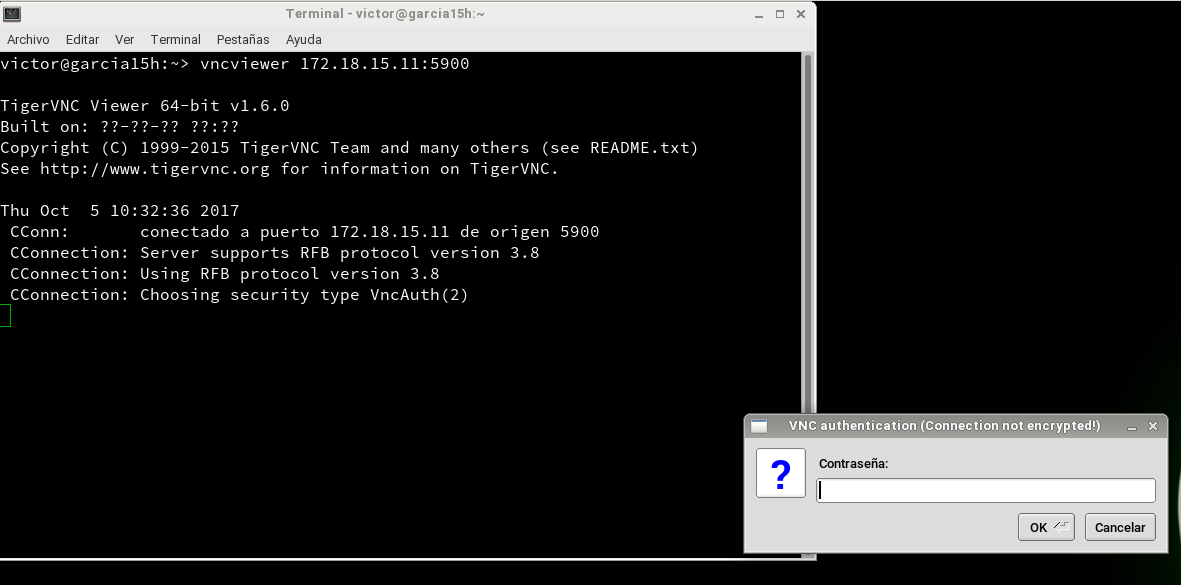 Terminal - victor@garcia15h:~
Archivo Editar Ver Terminal Pestañas Ayuda
victor@garcia15h:~> vncviewer 172.18.15.11:5900
TigerVNC Viewer 64-bit v1.6.0
Built on: ??-??-?? ??:??
Copyright (C) 1999-2015 TigerVNC Team and many others (see README.txt)
See http://www.tigervnc.org for information on TigerVNC.
Thu Oct  5 10:32:36 2017
 CConn:       conectado a puerto 172.18.15.11 de origen 5900
 CConnection: Server supports RFB protocol version 3.8
 CConnection: Using RFB protocol version 3.8
 CConnection: Choosing security type VncAuth(2)
VNC authentication (Connection not encrypted!)
?
Contraseña:
OK Cancelar